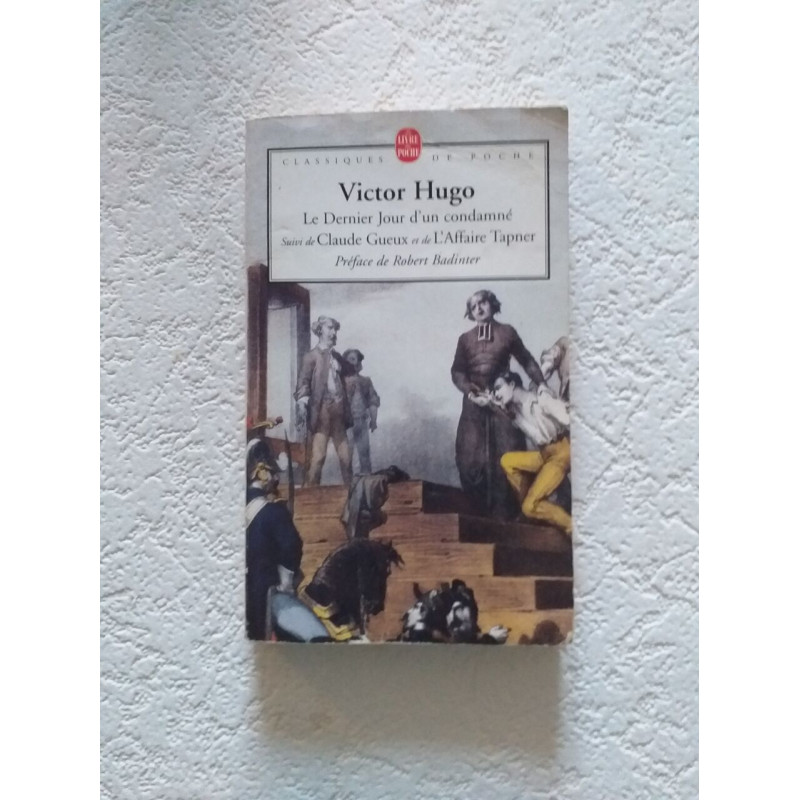 LE LIVRE
DE POCHE
CLASSIQUES DE POCHE
Victor Hugo
Le Dernier Jour d'un condamné
Suivi de Claude Gueux et de L'Affaire Tapner
Préface de Robert Badinter